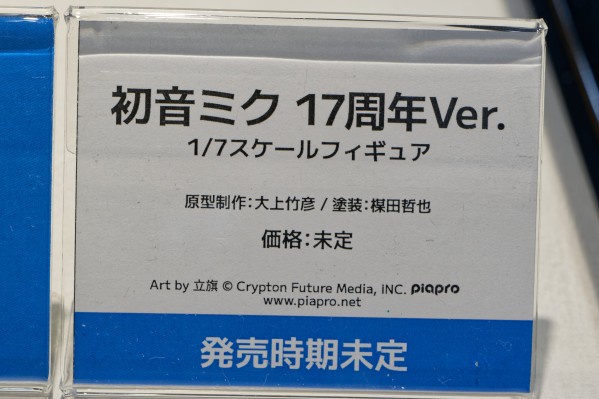 初音ミク 17周年Ver.
1/7スケールフィギュア
原型制作：大上竹彦 / 塗装：楳田哲也
価格：未定
Art by 立旗 © Crypton Future Media, INC. piapro
www.piapro.net
発売時期未定